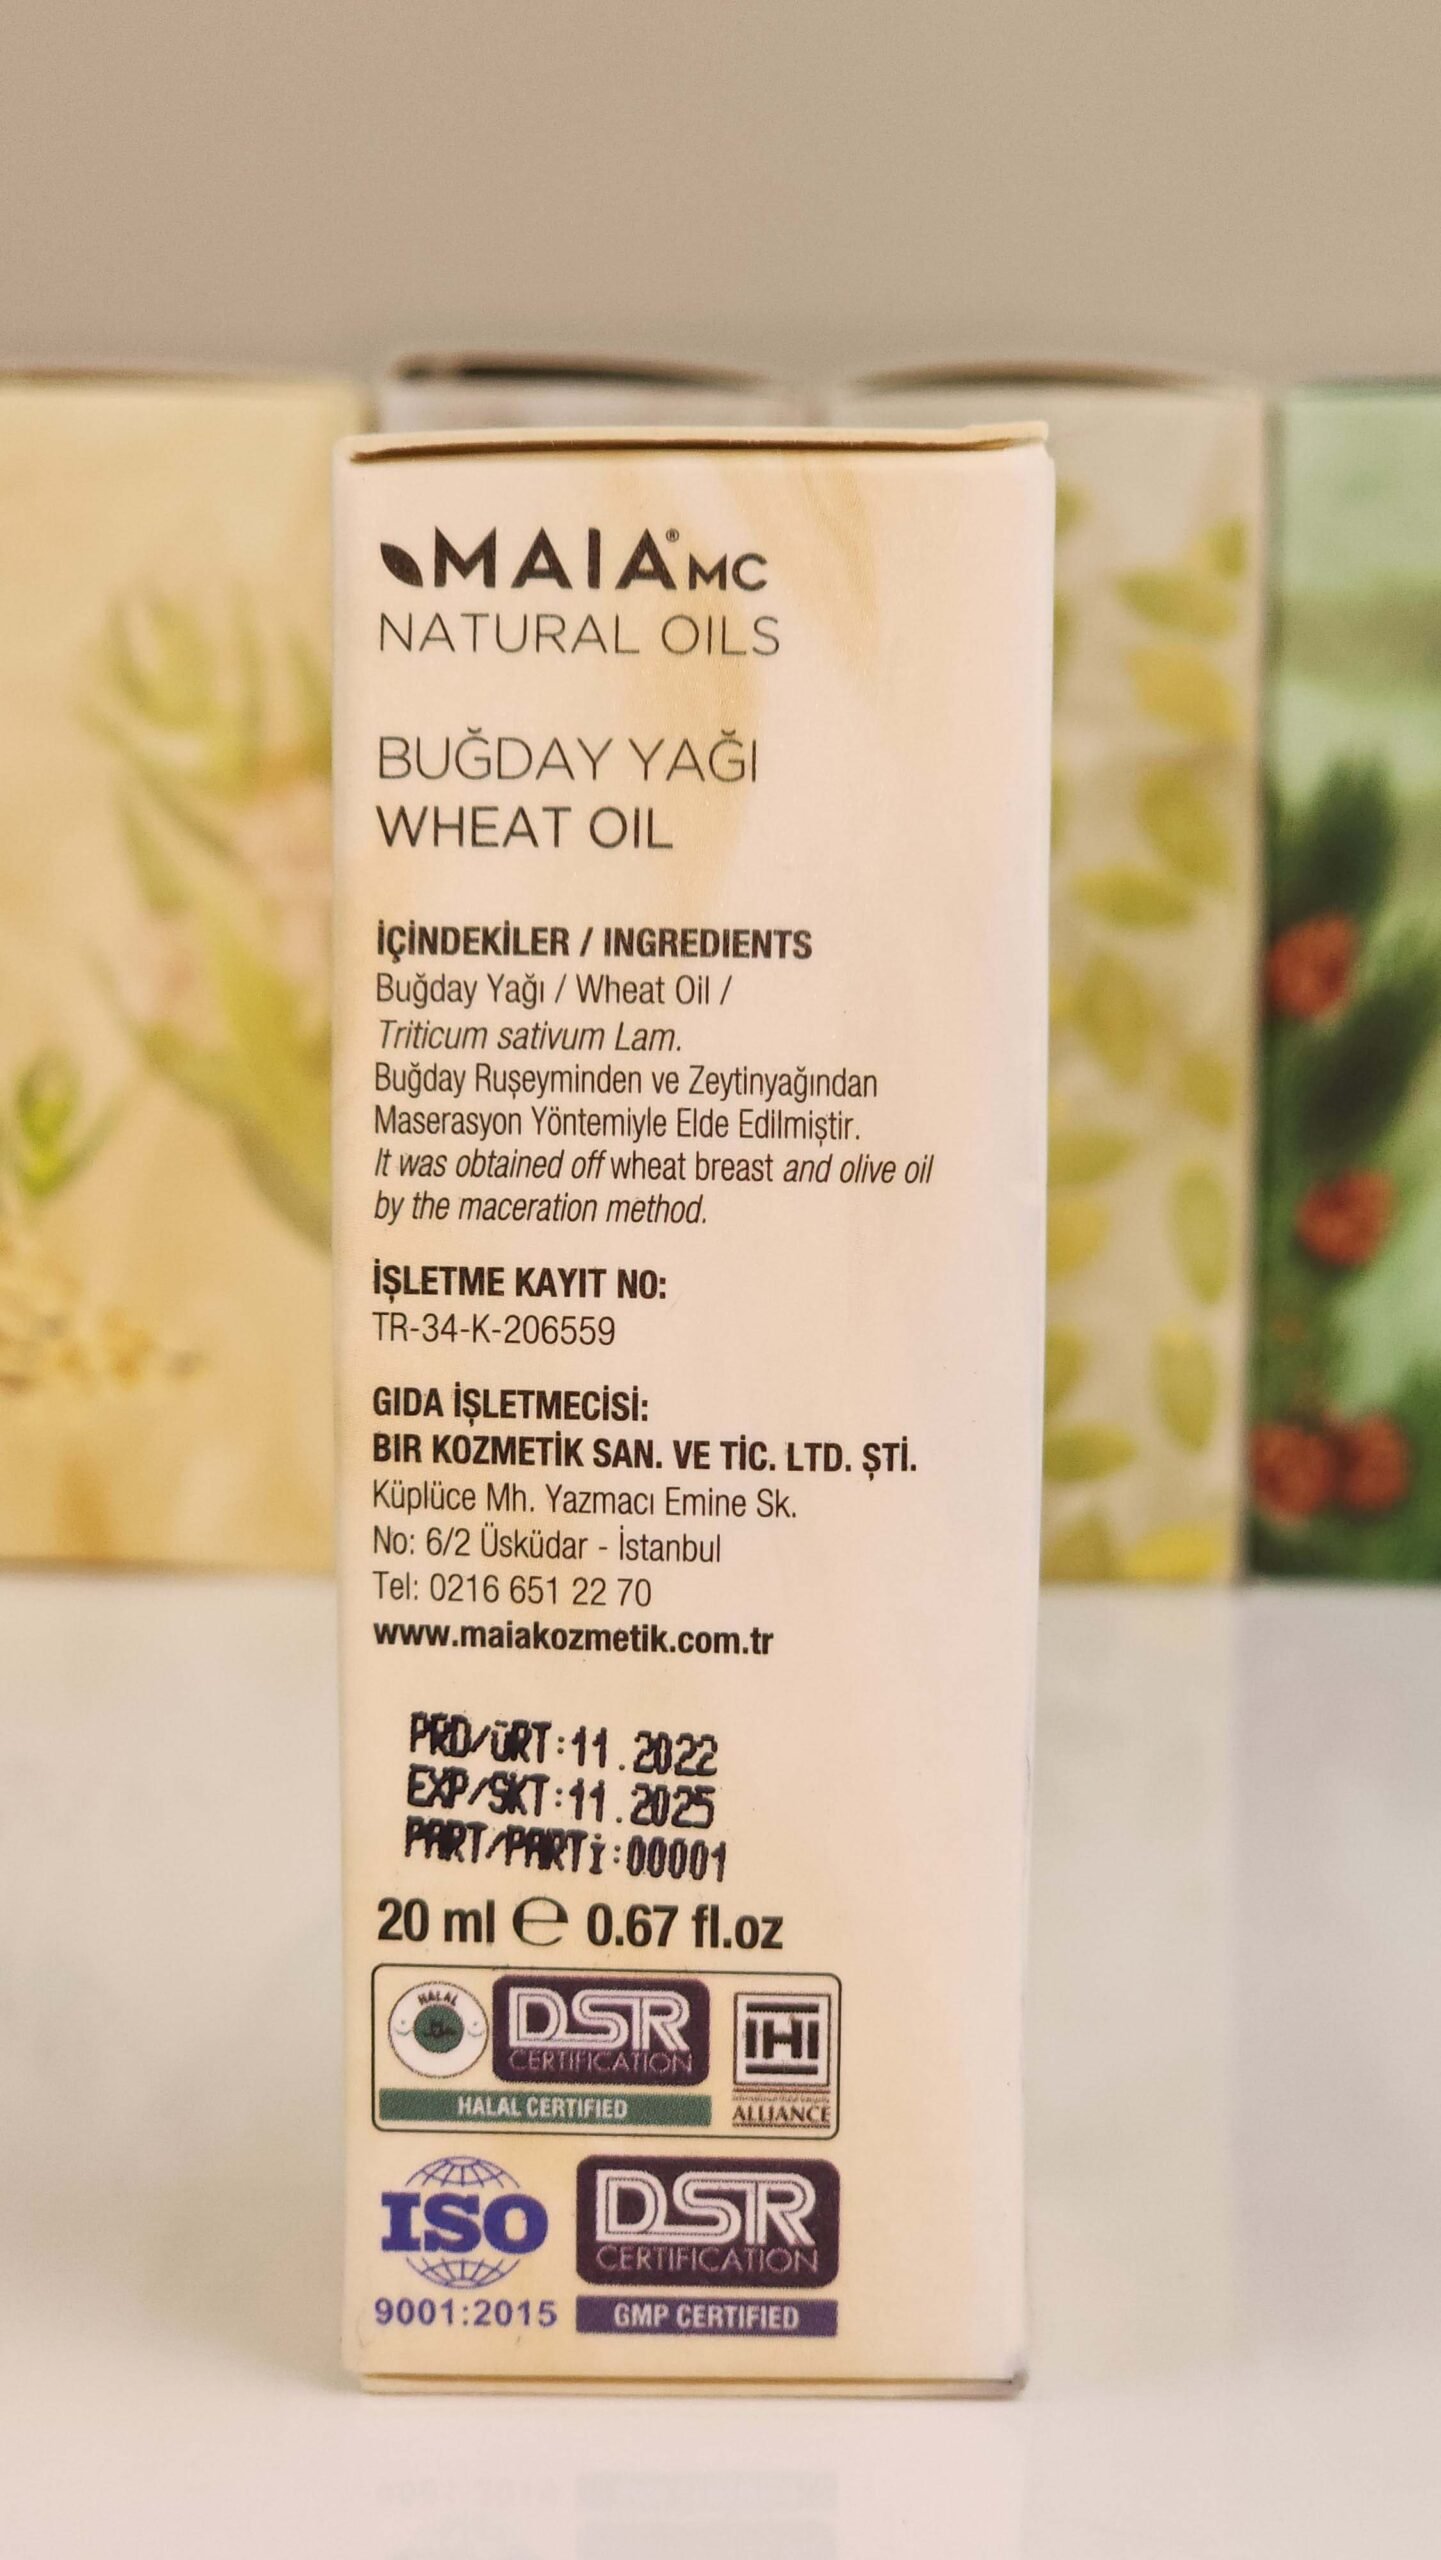 MAIA® MC
NATURAL OILS
BUĞDAY YAĞI
WHEAT OIL
İÇİNDEKİLER / INGREDIENTS
Buğday Yağı / Wheat Oil /
Triticum sativum Lam.
Buğday Ruşeyminden ve Zeytinyağından
Maserasyon Yöntemiyle Elde Edilmiştir.
It was obtained off wheat breast and olive oil
by the maceration method.
İŞLETME KAYIT NO:
TR-34-K-206559
GIDA İŞLETMECİSİ:
BIR KOZMETİK SAN. VE TİC. LTD. ŞTİ.
Küplüce Mh. Yazmacı Emine Sk.
No: 6/2 Üsküdar - İstanbul
Tel: 0216 651 22 70
www.maiakozmetik.com.tr
PRD/ÜRT:11.2022
EXP/SKT:11.2025
PART/PARTİ:00001
20 ml ℮ 0.67 fl.oz
HALAL
DSR
CERTIFICATION
HALAL CERTIFIED
IHI
ALLIANCE
ISO
9001:2015
DSR
CERTIFICATION
GMP CERTIFIED